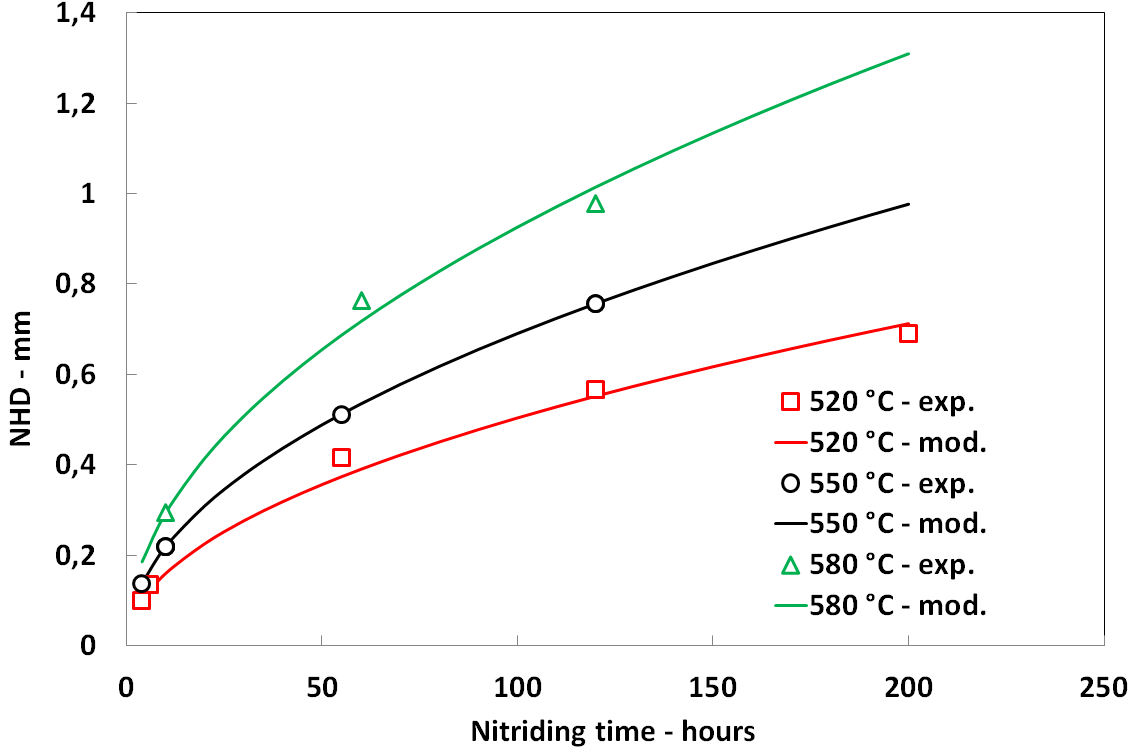 1,4
1,2
1
0,8
0,6
0,4
0,2
0
NHD - mm
520 °C - exp.
520 °C - mod.
550 °C - exp.
550 °C - mod.
580 °C - exp.
580 °C - mod.
0 50 100 150 200 250
Nitriding time - hours